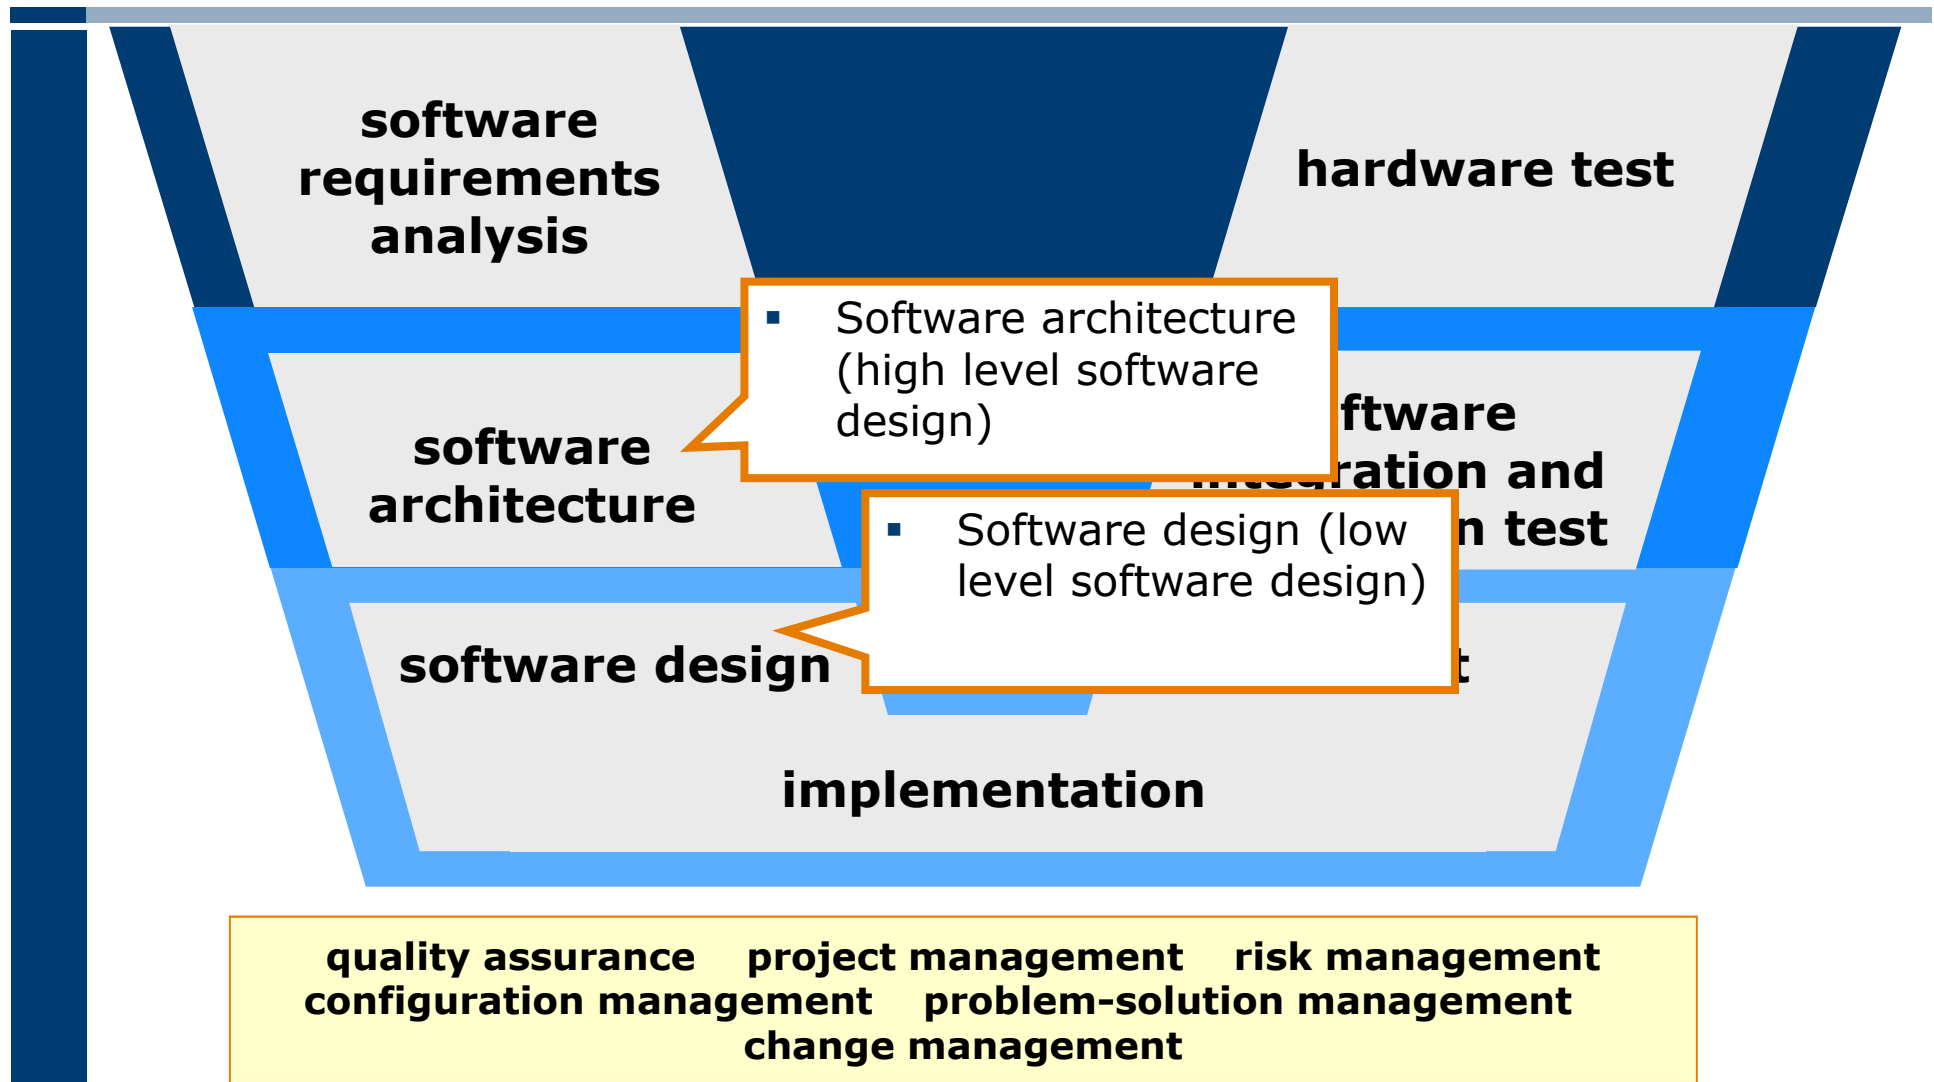 software
requirements
analysis
hardware test
▪ Software architecture
(high level software
design)
software
architecture
ftware
ration and
n test
▪ Software design (low
level software design)
software design
t
implementation
quality assurance project management risk management
configuration management problem-solution management
change management